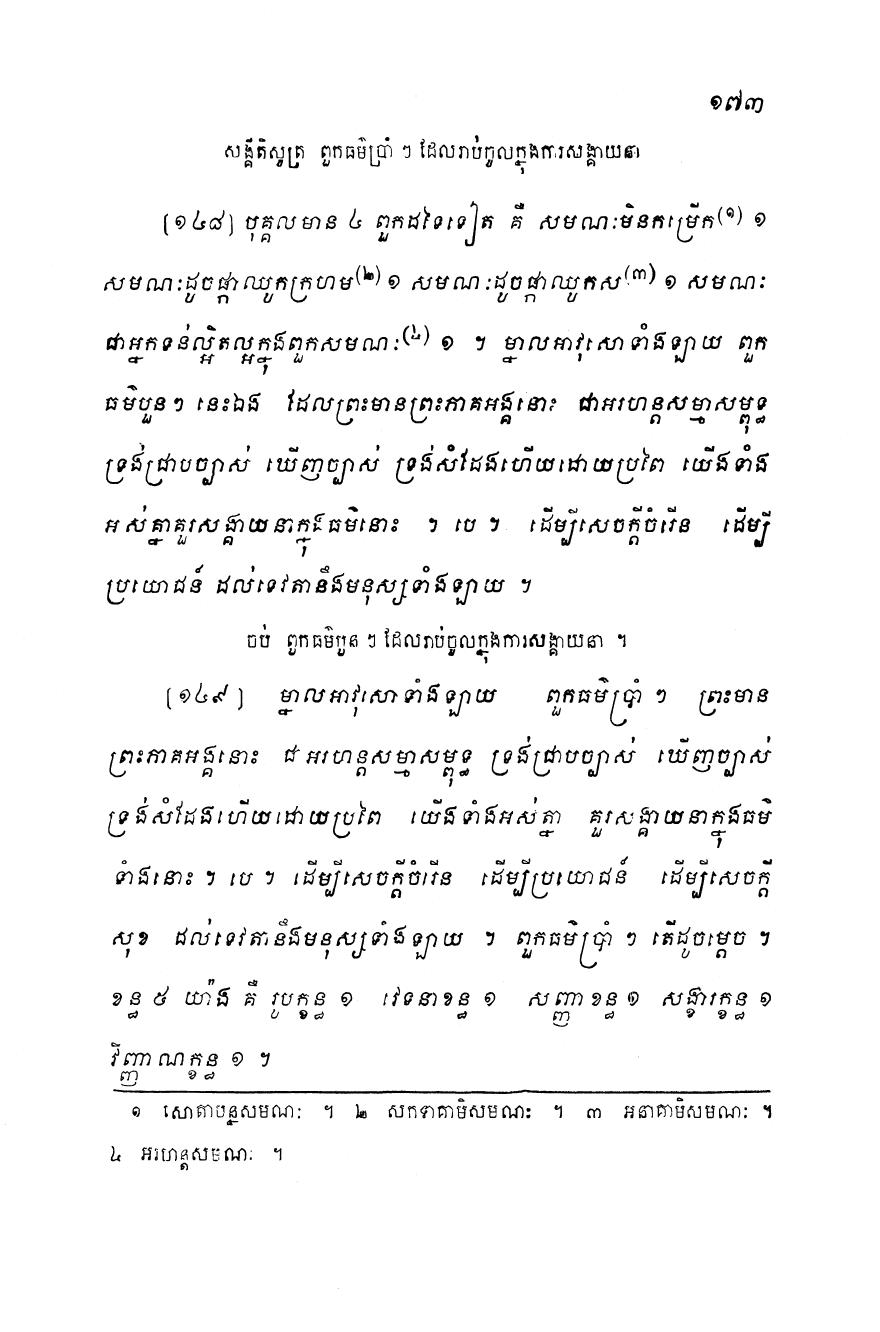 ១៧៣
សង្គីតិសូត្រ ពួកធម៌ប្រាំ ៗ ដែលរាប់ចូលក្នុងការសង្គាយនា
[១៤៨] បុគ្គលមាន ៤ ពួកដទៃទៀត គឺ សមណៈមិនកម្រើក(១) ១
សមណៈដូចផ្កាឈូកក្រហម(២) ១ សមណៈដូចផ្កាឈូកស(៣) ១ សមណៈ
ជាអ្នកទន់ល្អិតល្អក្នុងពួកសមណៈ(៤) ១ ។ ម្នាលអាវុសោទាំងឡាយ ពួក
ធម៌បួនៗ នេះឯង ដែលព្រះមានព្រះភាគអង្គនោះ ជាអរហន្តសម្មាសម្ពុទ្ធ
ទ្រង់ជ្រាបច្បាស់ ឃើញច្បាស់ ទ្រង់សំដែងហើយដោយប្រពៃ យើងទាំង
អស់គ្នាគួរសង្គាយនាក្នុងធម៌នោះ ។ បេ ។ ដើម្បីសេចក្តីចំរើន ដើម្បី
ប្រយោជន៍ ដល់ទេវតានឹងមនុស្សទាំងឡាយ ។
ចប់ ពួកធម៌បួន ៗ ដែលរាប់ចូលក្នុងការសង្គាយនា ។
[១៤៩] ម្នាលអាវុសោទាំងឡាយ ពួកធម៌ប្រាំ ៗ ព្រះមាន
ព្រះភាគអង្គនោះ ជាអរហន្តសម្មាសម្ពុទ្ធ ទ្រង់ជ្រាបច្បាស់ ឃើញច្បាស់
ទ្រង់សំដែងហើយដោយប្រពៃ យើងទាំងអស់គ្នា គួរសង្គាយនាក្នុងធម៌
ទាំងនោះ ។ បេ ។ ដើម្បីសេចក្តីចំរើន ដើម្បីប្រយោជន៍ ដើម្បីសេចក្តី
សុខ ដល់ទេវតានឹងមនុស្សទាំងឡាយ ។ ពួកធម៌ប្រាំ ៗ តើដូចម្តេច ។
ខន្ធ ៥ យ៉ាង គឺ រូបក្ខន្ធ ១ វេទនាខន្ធ ១ សញ្ញាខន្ធ ១ សង្ខារក្ខន្ធ ១
វិញ្ញាណក្ខន្ធ ១ ។
១ សោតាបន្នសមណៈ ។ ២ សកទាគាមិសមណៈ ។ ៣ អនាគាមិសមណៈ ។
៤ អរហន្តសមណៈ ។